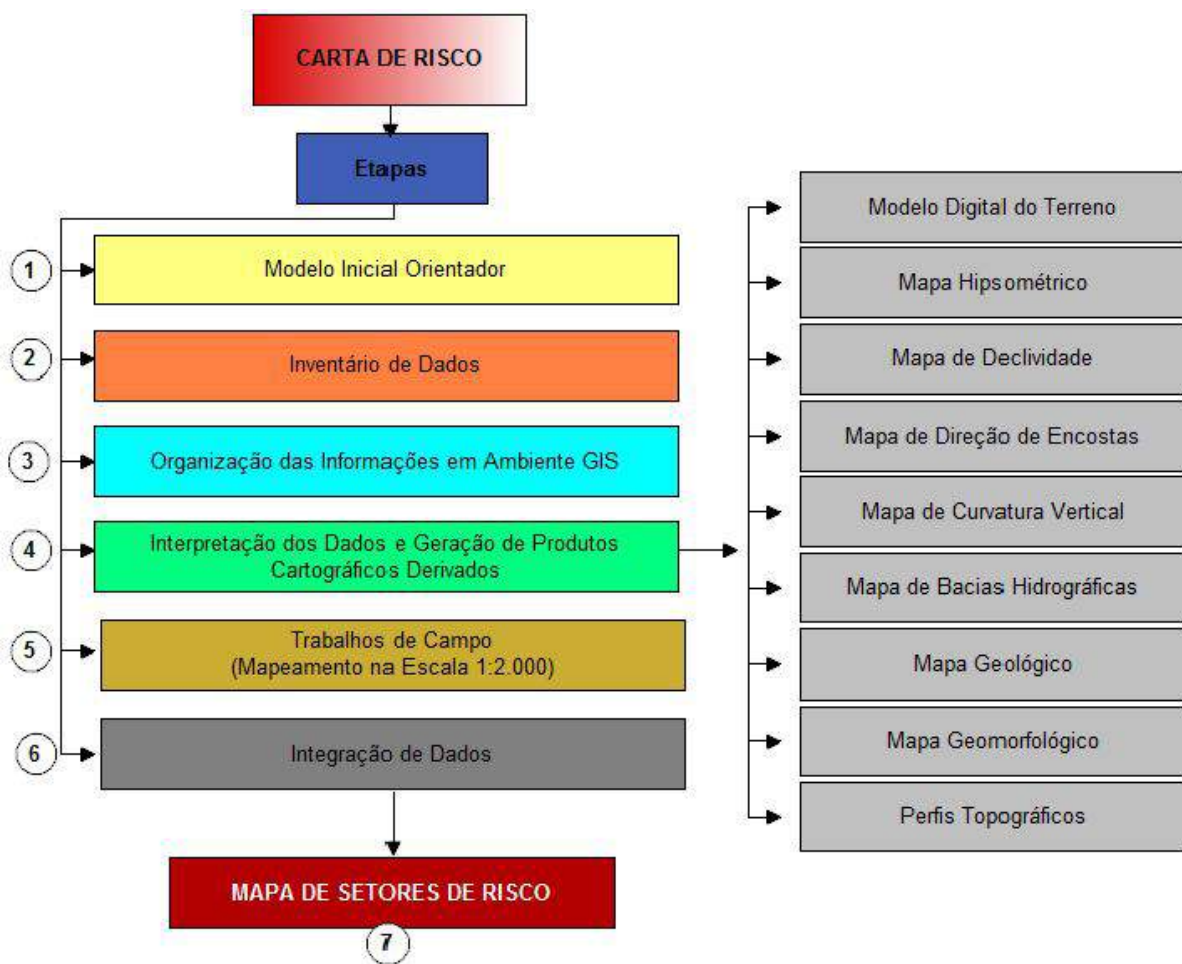 CARTA DE RISCO
Etapas
1
Modelo Inicial Orientador
2
Inventário de Dados
3
Organização das Informações em Ambiente GIS
4
Interpretação dos Dados e Geração de Produtos
Cartográficos Derivados
5
Trabalhos de Campo
(Mapeamento na Escala 1:2.000)
6
Integração de Dados
MAPA DE SETORES DE RISCO
7
Modelo Digital do Terreno
Mapa Hipsométrico
Mapa de Declividade
Mapa de Direção de Encostas
Mapa de Curvatura Vertical
Mapa de Bacias Hidrográficas
Mapa Geológico
Mapa Geomorfológico
Perfis Topográficos